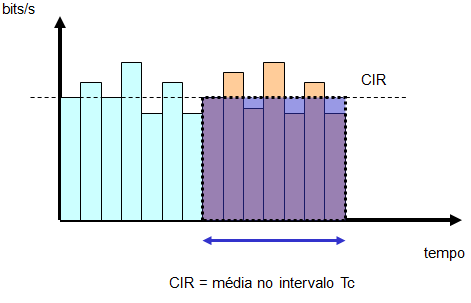 bits/s
CIR
tempo
CIR = média no intervalo Tc